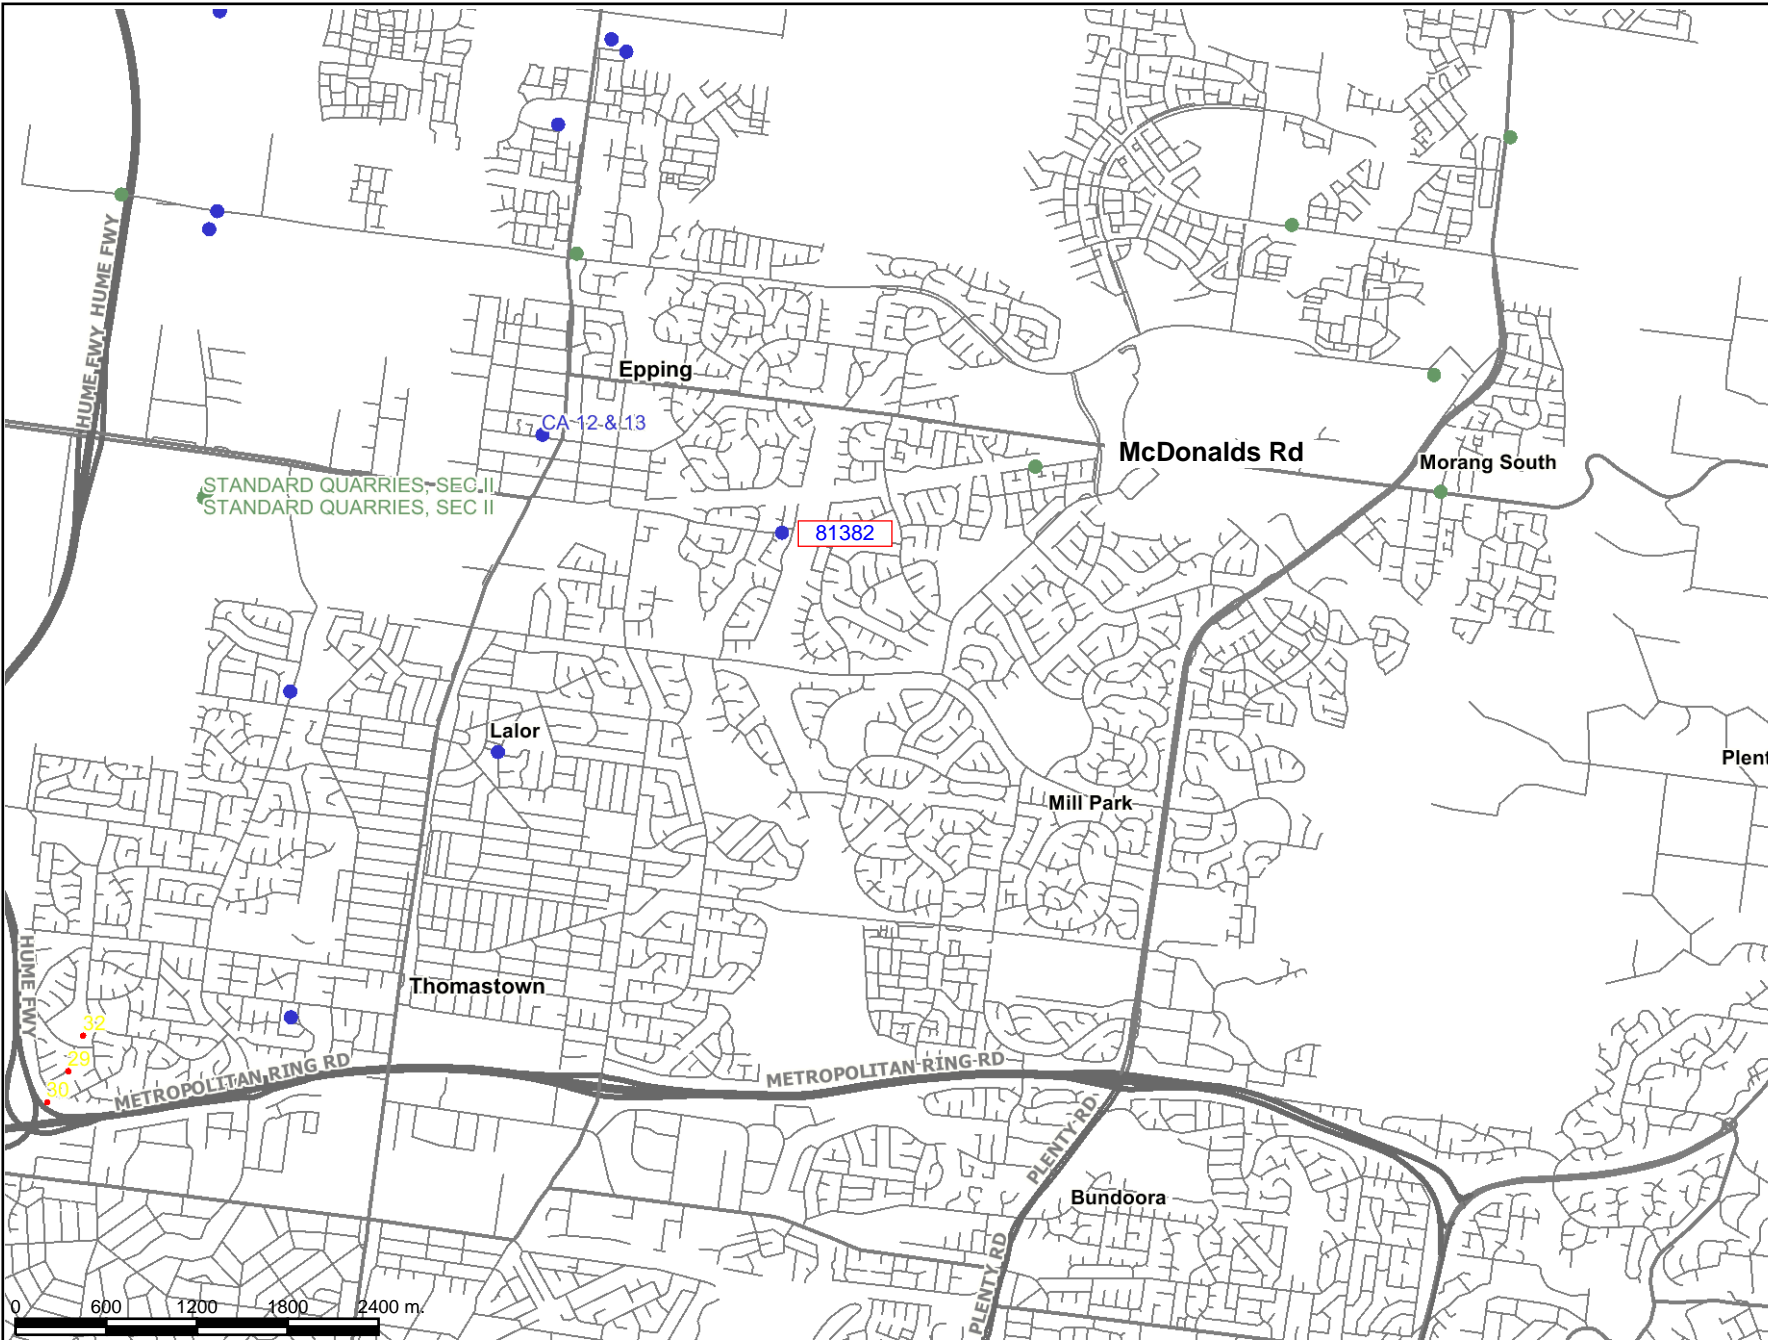 HUME FWY
HUME FWY
Epping
CA 12 & 13
McDonalds Rd
Morang South
STANDARD QUARRIES, SEC II
STANDARD QUARRIES, SEC II
81382
Lalor
Plent
Mill Park
HUME FWY
Thomastown
32
29
30
METROPOLITAN RING RD
METROPOLITAN RING RD
PLENTY RD
Bundoora
PLENTY RD
0 600 1200 1800 2400 m.